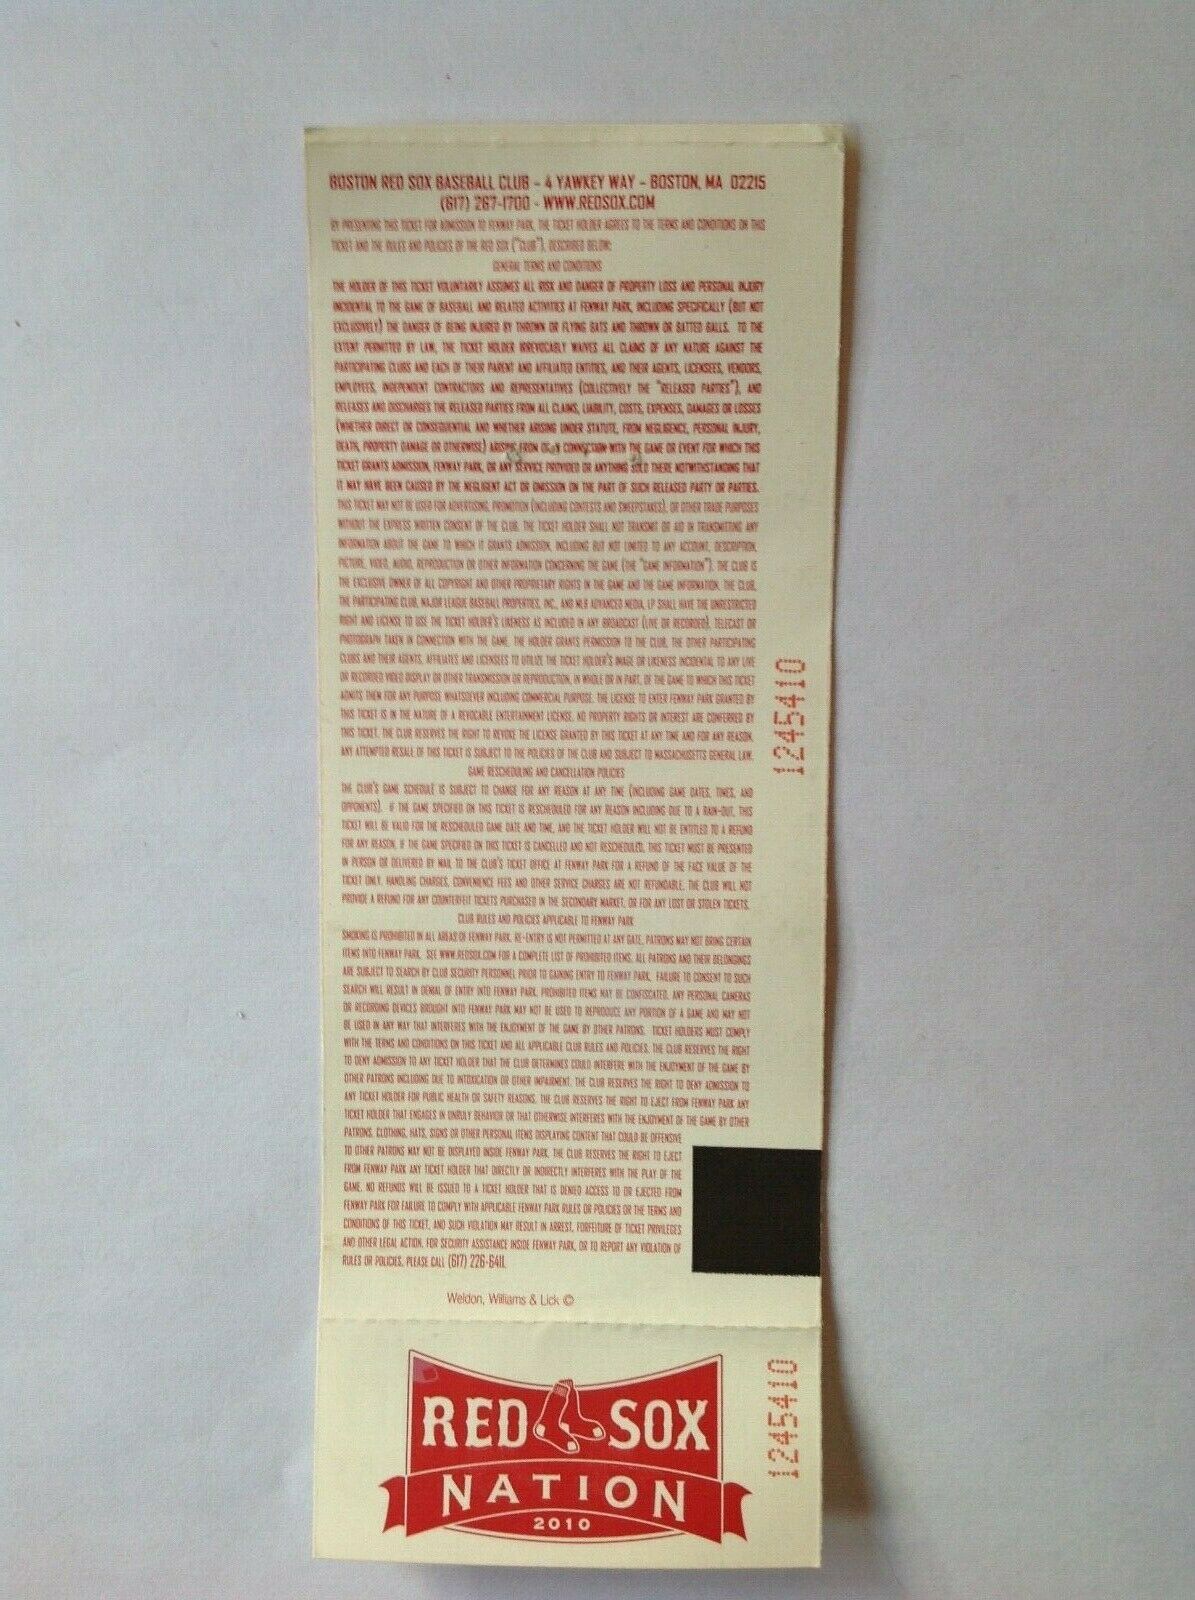 BOSTON RED SOX BASEBALL CLUB - 4 YAWKEY WAY - BOSTON, MA 02215
(617) 267-1700 - WWW.REDSOX.COM
BY PRESENTING THIS TICKET FOR ADMISSION TO FENWAY PARK, THE TICKET HOLDER AGREES TO THE TERMS AND CONDITIONS ON THIS
TICKET AND THE RULES AND POLICIES OF THE RED SOX ("CLUB"), DESCRIBED BELOW:
GENERAL TERMS AND CONDITIONS
THE HOLDER OF THIS TICKET VOLUNTARILY ASSUMES ALL RISK AND DANGER OF PROPERTY LOSS AND PERSONAL INJURY
INCIDENTAL TO THE GAME OF BASEBALL AND RELATED ACTIVITIES AT FENWAY PARK, INCLUDING SPECIFICALLY (BUT NOT
EXCLUSIVELY) THE DANGER OF BEING INJURED BY THROWN OR FLYING BATS AND THROWN OR BATTED BALLS. TO THE
EXTENT PERMITTED BY LAW, THE TICKET HOLDER IRREVOCABLY WAIVES ALL CLAIMS OF ANY NATURE AGAINST THE
PARTICIPATING CLUBS AND EACH OF THEIR PARENT AND AFFILIATED ENTITIES, AND THEIR AGENTS, LICENSEES, VENDORS,
EMPLOYEES, INDEPENDENT CONTRACTORS AND REPRESENTATIVES (COLLECTIVELY THE "RELEASED PARTIES"), AND
RELEASES AND DISCHARGES THE RELEASED PARTIES FROM ALL CLAIMS, LIABILITY, COSTS, EXPENSES, DAMAGES OR LOSSES
(WHETHER DIRECT OR CONSEQUENTIAL AND WHETHER ARISING UNDER STATUTE, FROM NEGLIGENCE, PERSONAL INJURY,
DEATH, PROPERTY DAMAGE OR OTHERWISE) ARISING FROM OR IN CONNECTION WITH THE GAME OR EVENT FOR WHICH THIS
TICKET GRANTS ADMISSION, FENWAY PARK, OR ANY SERVICE PROVIDED OR ANYTHING SOLD THERE NOTWITHSTANDING THAT
IT MAY HAVE BEEN CAUSED BY THE NEGLIGENT ACT OR OMISSION ON THE PART OF SUCH RELEASED PARTY OR PARTIES.
THIS TICKET MAY NOT BE USED FOR ADVERTISING, PROMOTION (INCLUDING CONTESTS AND SWEEPSTAKES), OR OTHER TRADE PURPOSES
WITHOUT THE EXPRESS WRITTEN CONSENT OF THE CLUB. THE TICKET HOLDER SHALL NOT TRANSMIT OR AID IN TRANSMITTING ANY
INFORMATION ABOUT THE GAME TO WHICH IT GRANTS ADMISSION, INCLUDING BUT NOT LIMITED TO ANY ACCOUNT, DESCRIPTION,
PICTURE, VIDEO, AUDIO, REPRODUCTION OR OTHER INFORMATION CONCERNING THE GAME (THE "GAME INFORMATION"). THE CLUB IS
THE EXCLUSIVE OWNER OF ALL COPYRIGHT AND OTHER PROPRIETARY RIGHTS IN THE GAME AND THE GAME INFORMATION. THE CLUB,
THE PARTICIPATING CLUB, MAJOR LEAGUE BASEBALL PROPERTIES, INC., AND MLB ADVANCED MEDIA, LP SHALL HAVE THE UNRESTRICTED
RIGHT AND LICENSE TO USE THE TICKET HOLDER'S LIKENESS AS INCLUDED IN ANY BROADCAST (LIVE OR RECORDED), TELECAST OR
PHOTOGRAPH TAKEN IN CONNECTION WITH THE GAME. THE HOLDER GRANTS PERMISSION TO THE CLUB, THE OTHER PARTICIPATING
CLUBS AND THEIR AGENTS, AFFILIATES AND LICENSEES TO UTILIZE THE TICKET HOLDER'S IMAGE OR LIKENESS INCIDENTAL TO ANY LIVE
OR RECORDED VIDEO DISPLAY OR OTHER TRANSMISSION OR REPRODUCTION, IN WHOLE OR IN PART, OF THE GAME TO WHICH THIS TICKET
ADMITS THEM FOR ANY PURPOSE WHATSOEVER INCLUDING COMMERCIAL PURPOSE. THE LICENSE TO ENTER FENWAY PARK GRANTED BY
THIS TICKET IS IN THE NATURE OF A REVOCABLE ENTERTAINMENT LICENSE. NO PROPERTY RIGHTS OR INTEREST ARE CONFERRED BY
THIS TICKET. THE CLUB RESERVES THE RIGHT TO REVOKE THE LICENSE GRANTED BY THIS TICKET AT ANY TIME AND FOR ANY REASON.
ANY ATTEMPTED RESALE OF THIS TICKET IS SUBJECT TO THE POLICIES OF THE CLUB AND SUBJECT TO MASSACHUSETTS GENERAL LAW.
GAME RESCHEDULING AND CANCELLATION POLICIES
THE CLUB'S GAME SCHEDULE IS SUBJECT TO CHANGE FOR ANY REASON AT ANY TIME (INCLUDING GAME DATES, TIMES, AND
OPPONENTS). IF THE GAME SPECIFIED ON THIS TICKET IS RESCHEDULED FOR ANY REASON INCLUDING DUE TO A RAIN-OUT, THIS
TICKET WILL BE VALID FOR THE RESCHEDULED GAME DATE AND TIME, AND THE TICKET HOLDER WILL NOT BE ENTITLED TO A REFUND
FOR ANY REASON. IF THE GAME SPECIFIED ON THIS TICKET IS CANCELLED AND NOT RESCHEDULED, THIS TICKET MUST BE PRESENTED
IN PERSON OR DELIVERED BY MAIL TO THE CLUB'S TICKET OFFICE AT FENWAY PARK FOR A REFUND OF THE FACE VALUE OF THE
TICKET ONLY. HANDLING CHARGES, CONVENIENCE FEES AND OTHER SERVICE CHARGES ARE NOT REFUNDABLE. THE CLUB WILL NOT
PROVIDE A REFUND FOR ANY COUNTERFEIT TICKETS PURCHASED IN THE SECONDARY MARKET, OR FOR ANY LOST OR STOLEN TICKETS.
CLUB RULES AND POLICIES APPLICABLE TO FENWAY PARK
SMOKING IS PROHIBITED IN ALL AREAS OF FENWAY PARK. RE-ENTRY IS NOT PERMITTED AT ANY GATE. PATRONS MAY NOT BRING CERTAIN
ITEMS INTO FENWAY PARK. SEE WWW.REDSOX.COM FOR A COMPLETE LIST OF PROHIBITED ITEMS. ALL PATRONS AND THEIR BELONGINGS
ARE SUBJECT TO SEARCH BY CLUB SECURITY PERSONNEL PRIOR TO GAINING ENTRY TO FENWAY PARK. FAILURE TO CONSENT TO SUCH
SEARCH WILL RESULT IN DENIAL OF ENTRY INTO FENWAY PARK. PROHIBITED ITEMS MAY BE CONFISCATED. ANY PERSONAL CAMERAS
OR RECORDING DEVICES BROUGHT INTO FENWAY PARK MAY NOT BE USED TO REPRODUCE ANY PORTION OF A GAME AND MAY NOT
BE USED IN ANY WAY THAT INTERFERES WITH THE ENJOYMENT OF THE GAME BY OTHER PATRONS. TICKET HOLDERS MUST COMPLY
WITH THE TERMS AND CONDITIONS ON THIS TICKET AND ALL APPLICABLE CLUB RULES AND POLICIES. THE CLUB RESERVES THE RIGHT
TO DENY ADMISSION TO ANY TICKET HOLDER THAT THE CLUB DETERMINES COULD INTERFERE WITH THE ENJOYMENT OF THE GAME BY
OTHER PATRONS INCLUDING DUE TO INTOXICATION OR OTHER IMPAIRMENT. THE CLUB RESERVES THE RIGHT TO DENY ADMISSION TO
ANY TICKET HOLDER FOR PUBLIC HEALTH OR SAFETY REASONS. THE CLUB RESERVES THE RIGHT TO EJECT FROM FENWAY PARK ANY
TICKET HOLDER THAT ENGAGES IN UNRULY BEHAVIOR OR THAT OTHERWISE INTERFERES WITH THE ENJOYMENT OF THE GAME BY OTHER
PATRONS. CLOTHING, HATS, SIGNS OR OTHER PERSONAL ITEMS DISPLAYING CONTENT THAT COULD BE OFFENSIVE
TO OTHER PATRONS MAY NOT BE DISPLAYED INSIDE FENWAY PARK. THE CLUB RESERVES THE RIGHT TO EJECT
FROM FENWAY PARK ANY TICKET HOLDER THAT DIRECTLY OR INDIRECTLY INTERFERES WITH THE PLAY OF THE
GAME. NO REFUNDS WILL BE ISSUED TO A TICKET HOLDER THAT IS DENIED ACCESS TO OR EJECTED FROM
FENWAY PARK FOR FAILURE TO COMPLY WITH APPLICABLE FENWAY PARK RULES OR POLICIES OR THE TERMS AND
CONDITIONS OF THIS TICKET, AND SUCH VIOLATION MAY RESULT IN ARREST, FORFEITURE OF TICKET PRIVILEGES
AND OTHER LEGAL ACTION. FOR SECURITY ASSISTANCE INSIDE FENWAY PARK, OR TO REPORT ANY VIOLATION OF
RULES OR POLICIES, PLEASE CALL (617) 226-6411.
1245410
Weldon, Williams & Lick ©
RED SOX
NATION
2010
1245410